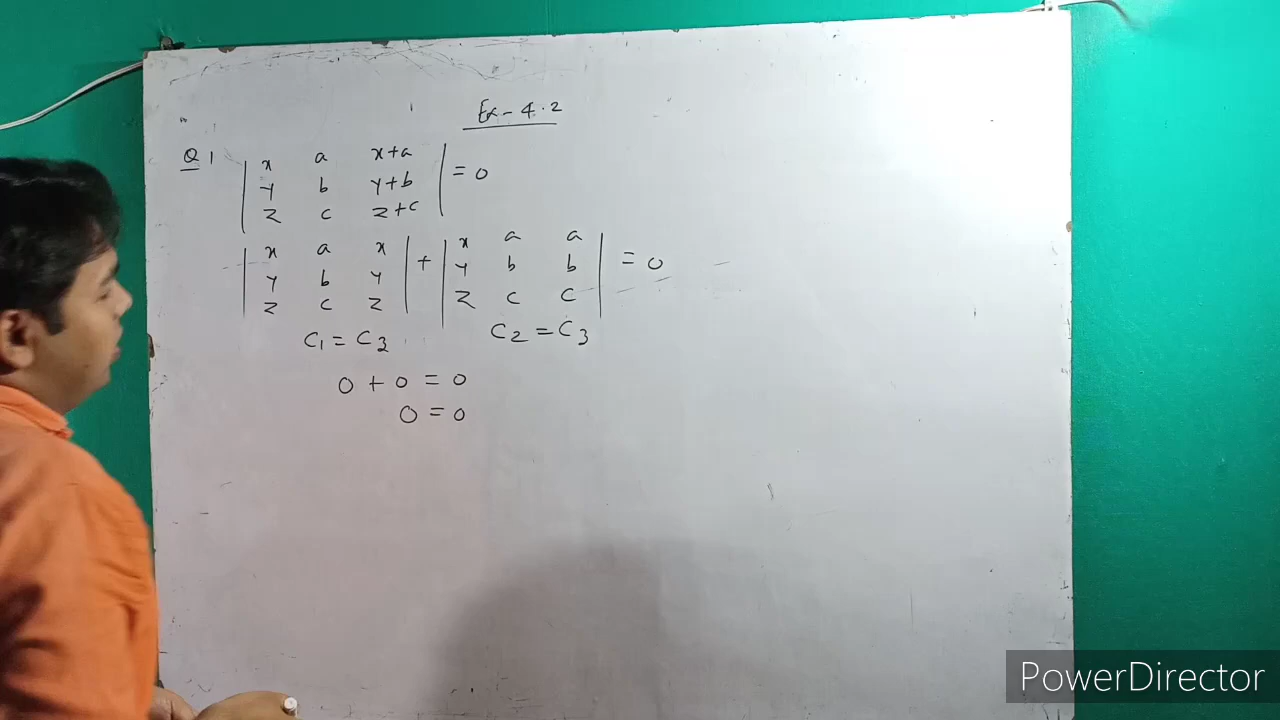 Ex - 4.2
Q 1 | x a x+a |
| y b y+b | = 0
| z c z+c |
| x a x | + | x a a |
| y b y | | y b b | = 0
| z c z | | z c c |
C1 = C3 C2 = C3
0 + 0 = 0
0 = 0
PowerDirector